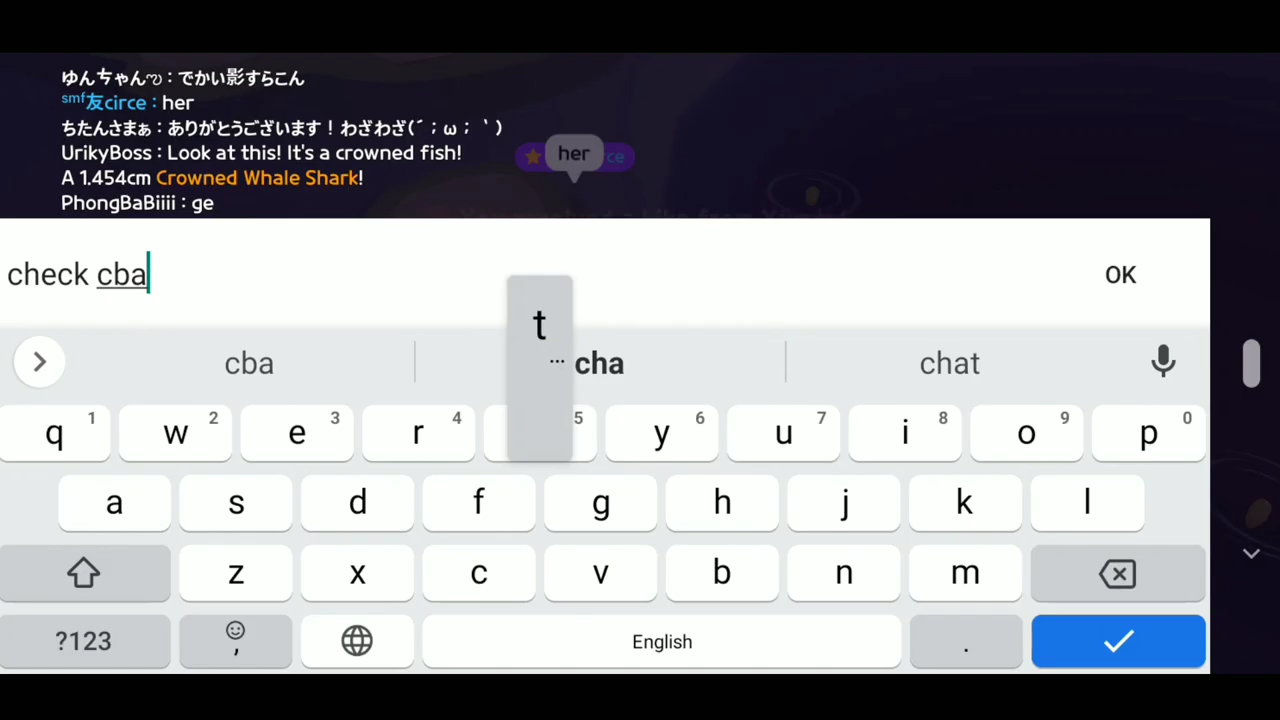 ゆんちゃんఌ : でかい影すらこん
smf友circe : her
ちたんさまぁ : ありがとうございます！わざわざ(´；ω；｀)
UrikyBoss : Look at this! It's a crowned fish!
A 1.454cm Crowned Whale Shark!
PhongBaBiiii : ge
her
ce
check cba
OK
t
...
cba
cha
chat
q 1 w 2 e 3 r 4 5 y 6 u 7 i 8 o 9 p 0
a s d f g h j k l
z x c v b n m
?123 , English .